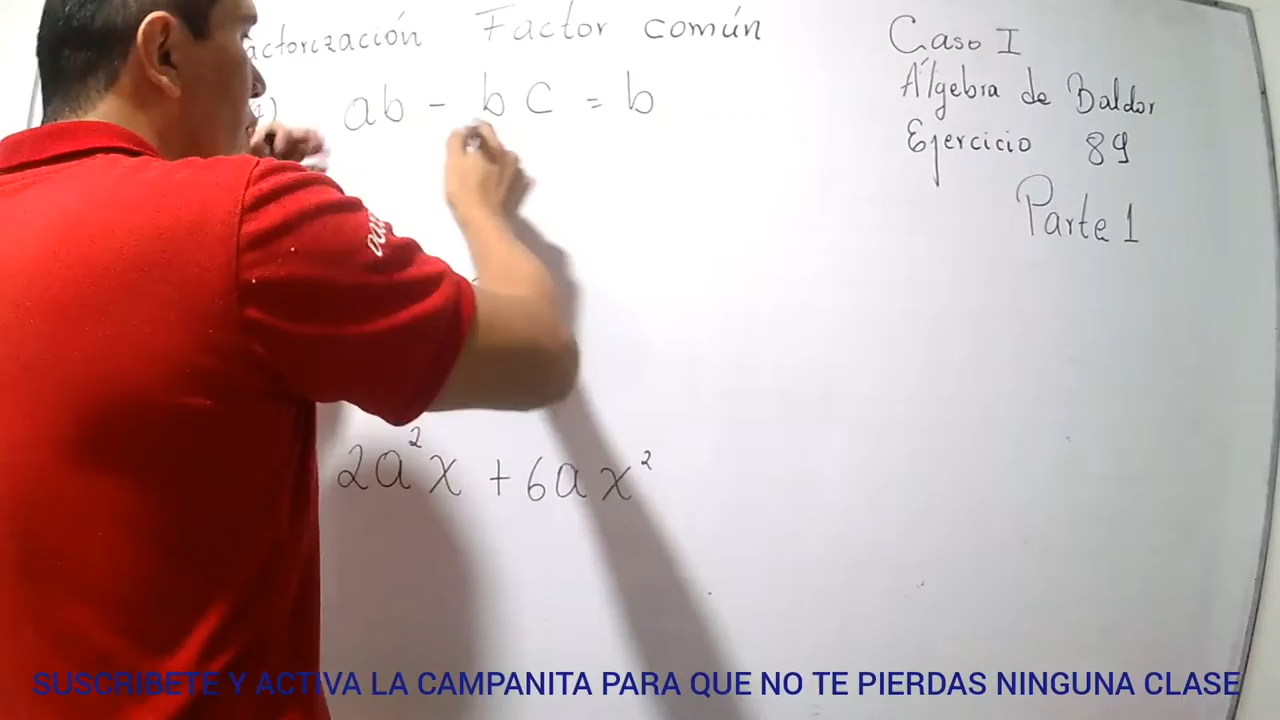 actorización Factor común
ab - bc = b
2a²x + 6ax²
Caso I
Álgebra de Baldor
Ejercicio 89
Parte 1
SUSCRIBETE Y ACTIVA LA CAMPANITA PARA QUE NO TE PIERDAS NINGUNA CLASE